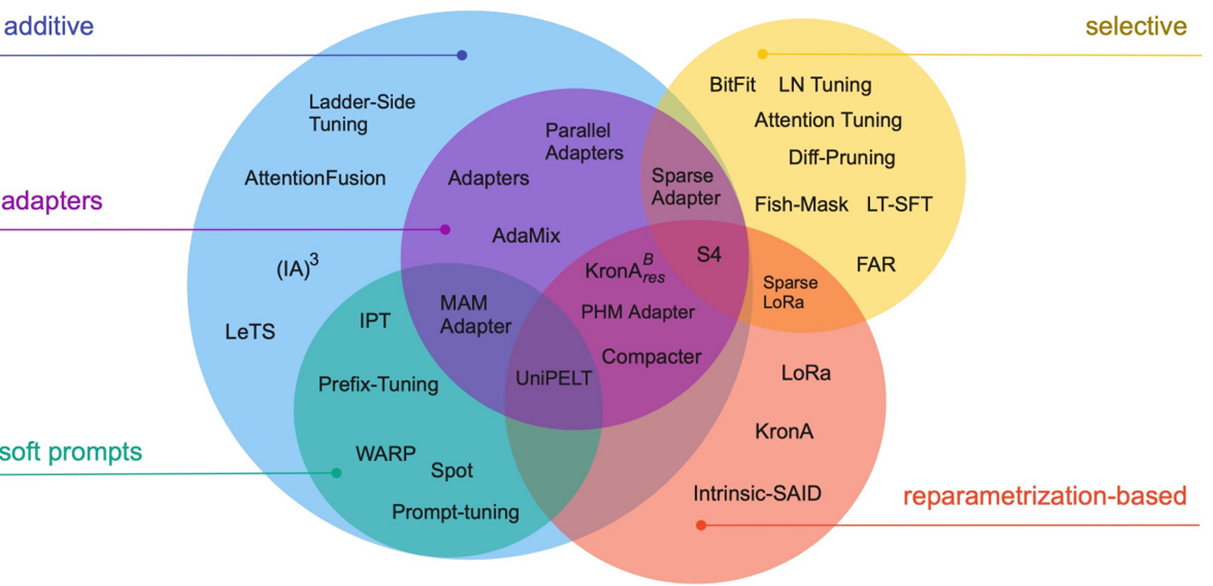 additive
selective
BitFit LN Tuning
Ladder-Side
Tuning
Attention Tuning
Parallel
Adapters
Diff-Pruning
AttentionFusion
Adapters
Sparse
Adapter
adapters
Fish-Mask LT-SFT
AdaMix
(IA)3
KronA B res
S4
FAR
Sparse
LoRa
MAM
Adapter
PHM Adapter
IPT
LeTS
Compacter
LoRa
UniPELT
Prefix-Tuning
KronA
soft prompts
WARP
Spot
Intrinsic-SAID
reparametrization-based
Prompt-tuning